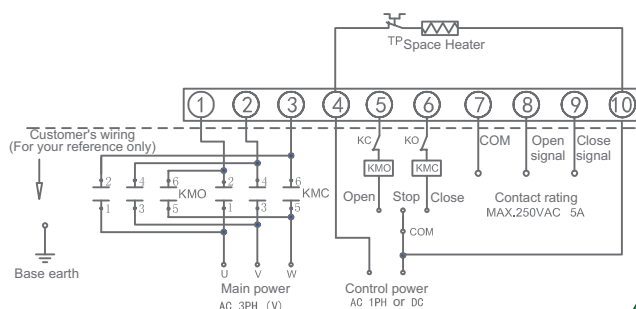 TP Space Heater
1 2 3 4 5 6 7 8 9 10
Customer's wiring
(For your reference only)
KC KO COM Open signal Close signal
2 4 6 2 4 6
KMO KMC KMO KMC
1 3 5 1 3 5
Open Stop Close
Contact rating
MAX.250VAC 5A
COM
Base earth
U V W
Main power
AC 3PH (V)
Control power
AC 1PH or DC